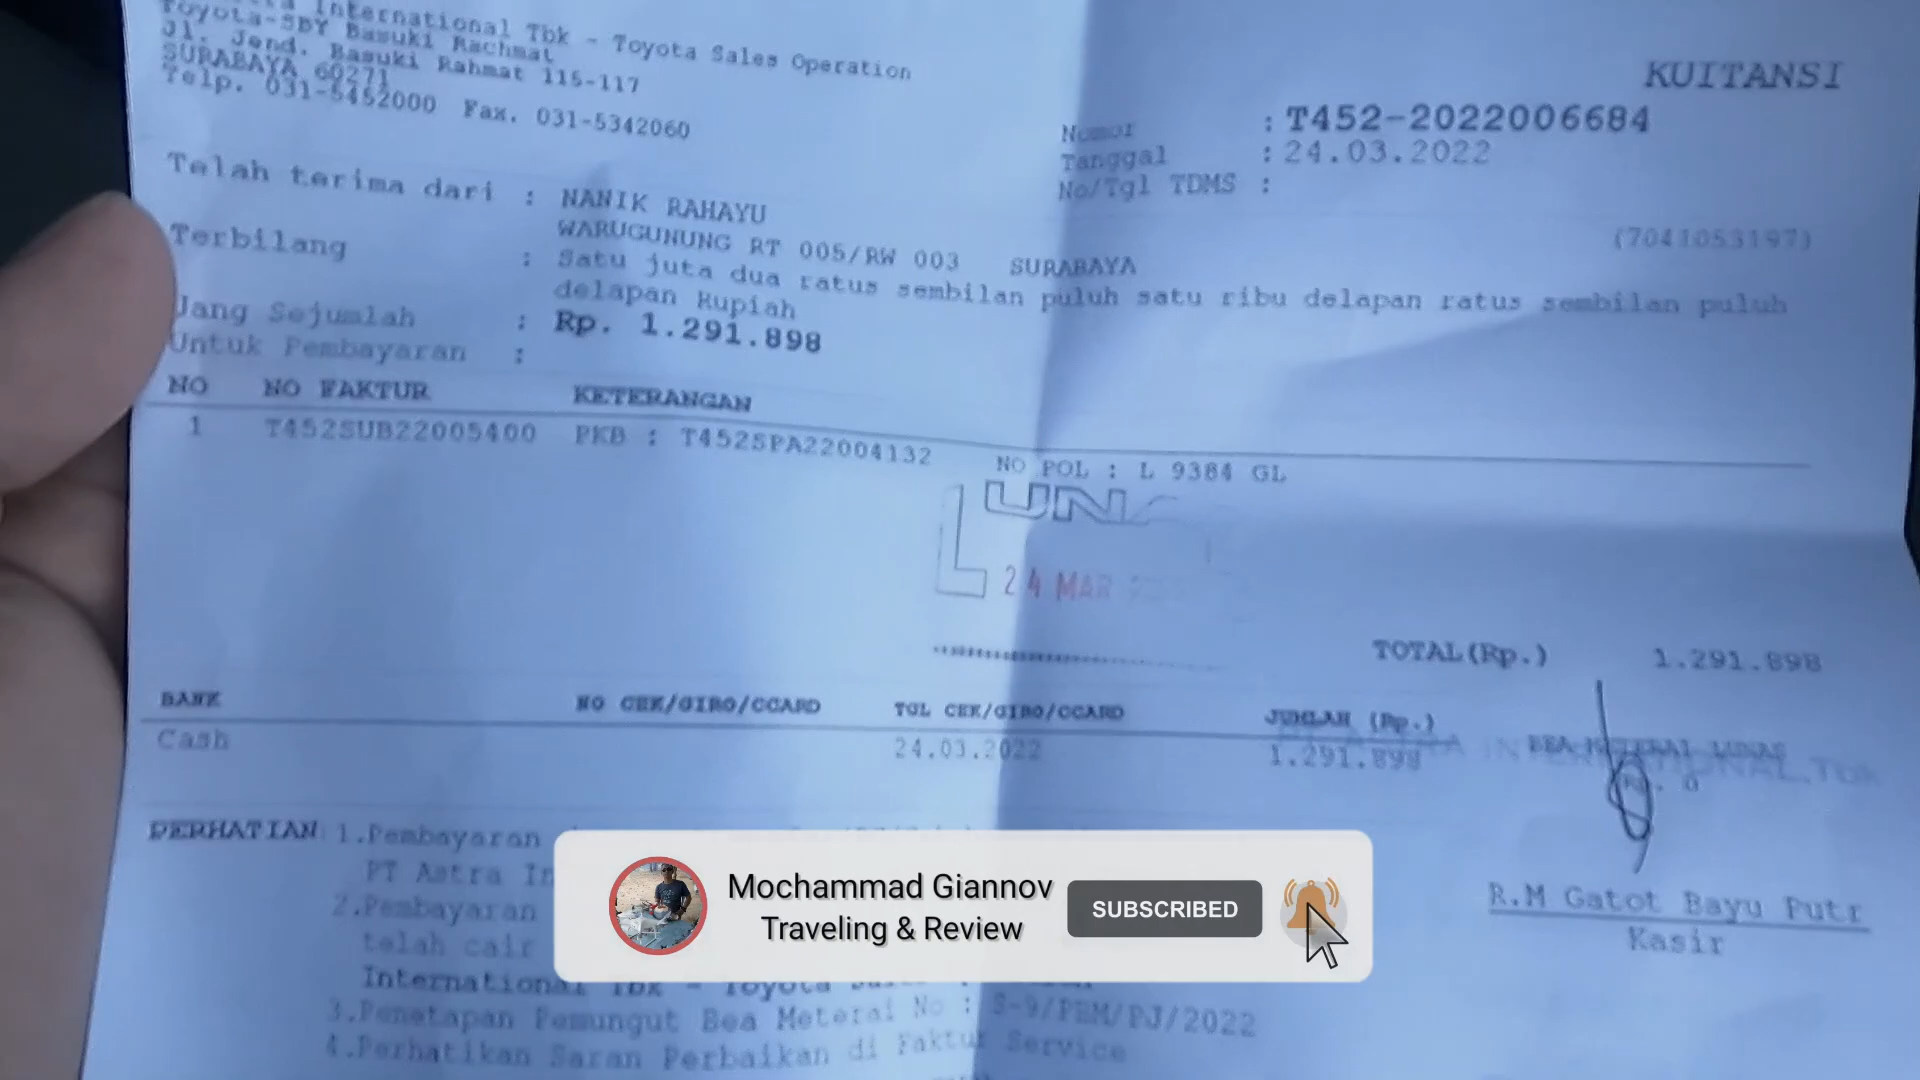 International Tbk - Toyota Sales Operation
Toyota-SBY Basuki Rachmat
Jl. Jend. Basuki Rahmat 115-117
SURABAYA 60271
Telp. 031-5452000 Fax. 031-5342060
KUITANSI
Nomor : T452-2022006684
Tanggal : 24.03.2022
No/Tgl TDMS :
(7041053197)
Telah terima dari : NANIK RAHAYU
WARUGUNUNG RT 005/RW 003 SURABAYA
Terbilang : Satu juta dua ratus sembilan puluh satu ribu delapan ratus sembilan puluh
delapan Rupiah
Uang Sejumlah : Rp. 1.291.898
Untuk Pembayaran :
NO NO FAKTUR KETERANGAN
1 T452SUB22005400 PKB : T452SPA22004132 NO POL : L 9384 GL
LUN
24 MAR
TOTAL(Rp.) 1.291.898
BANK NO CEK/GIRO/CCARD TGL CEK/GIRO/CCARD JUMLAH (Rp.)
Cash 24.03.2022 1.291.898
BEA METERAI LUNAS
INTERNATIONAL, Tbk
R.M Gatot Bayu Putr
Kasir
PERHATIAN: 1.Pembayaran
PT Astra
2.Pembayaran
telah cair
International Tbk - Toyota
3.Penetapan Pemungut Bea Meterai No : S-9/PEM/PJ/2022
4.Perhatikan Saran Perbaikan di Faktur Service
Mochammad Giannov
Traveling & Review
SUBSCRIBED